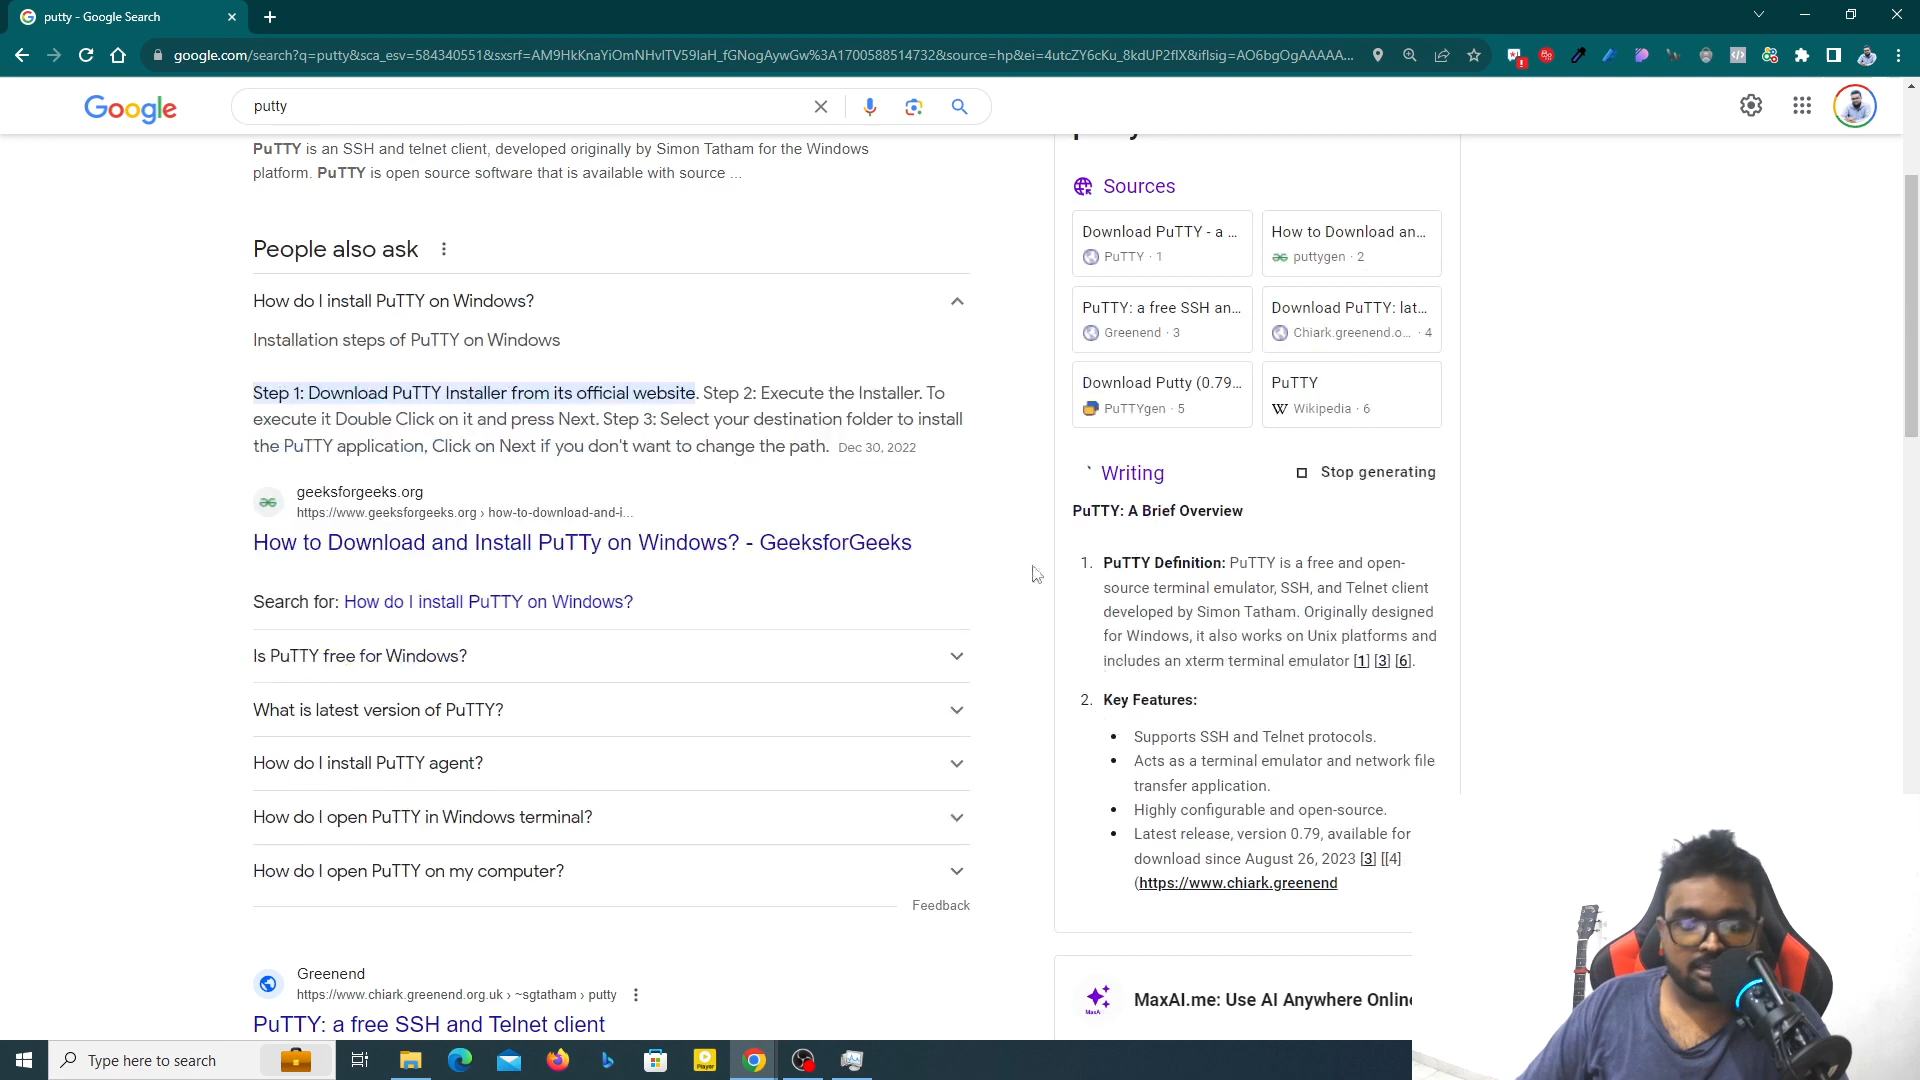 putty - Google Search
google.com/search?q=putty&sca_esv=584340551&sxsrf=AM9HkKnaYiOmNHvlTV59IaH_fGNogAywGw%3A1700588514732&source=hp&ei=4utcZY6cKu_8kdUP2flX&iflsig=AO6bgOgAAAAA...
Google
putty
PuTTY is an SSH and telnet client, developed originally by Simon Tatham for the Windows
platform. PuTTY is open source software that is available with source ...
People also ask
How do I install PuTTY on Windows?
Installation steps of PuTTY on Windows
Step 1: Download PuTTY Installer from its official website. Step 2: Execute the Installer. To
execute it Double Click on it and press Next. Step 3: Select your destination folder to install
the PuTTY application, Click on Next if you don't want to change the path. Dec 30, 2022
geeksforgeeks.org
https://www.geeksforgeeks.org › how-to-download-and-i...
How to Download and Install PuTTy on Windows? - GeeksforGeeks
Search for: How do I install PuTTY on Windows?
Is PuTTY free for Windows?
What is latest version of PuTTY?
How do I install PuTTY agent?
How do I open PuTTY in Windows terminal?
How do I open PuTTY on my computer?
Feedback
Greenend
https://www.chiark.greenend.org.uk › ~sgtatham › putty
PuTTY: a free SSH and Telnet client
Sources
Download PuTTY - a ...
PuTTY · 1
How to Download an...
puttygen · 2
PuTTY: a free SSH an...
Greenend · 3
Download PuTTY: lat...
Chiark.greenend.o... · 4
Download Putty (0.79...
PuTTYgen · 5
PuTTY
Wikipedia · 6
Writing
Stop generating
PuTTY: A Brief Overview
1. PuTTY Definition: PuTTY is a free and open-
source terminal emulator, SSH, and Telnet client
developed by Simon Tatham. Originally designed
for Windows, it also works on Unix platforms and
includes an xterm terminal emulator [1] [3] [6].
2. Key Features:
• Supports SSH and Telnet protocols.
• Acts as a terminal emulator and network file
transfer application.
• Highly configurable and open-source.
• Latest release, version 0.79, available for
download since August 26, 2023 [3] [[4]
(https://www.chiark.greenend
MaxAI.me: Use AI Anywhere Online
Type here to search